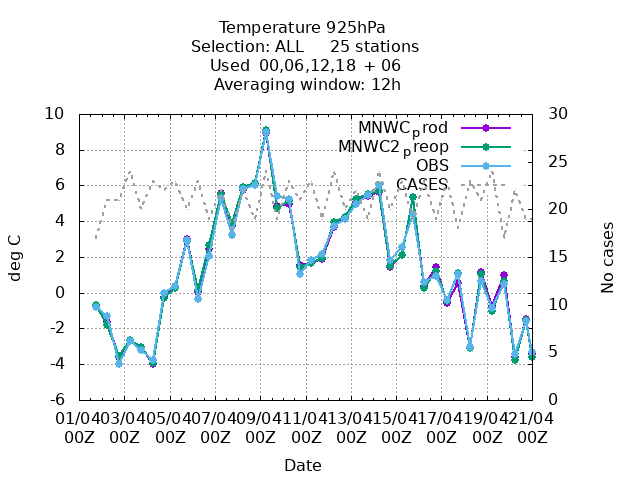 Temperature 925hPa
Selection: ALL 25 stations
Used 00,06,12,18 + 06
Averaging window: 12h
MNWCprod
MNWC2preop
OBS
CASES
10
8
6
4
2
0
-2
-4
-6
30
25
20
15
10
5
0
deg C
No cases
01/04 03/04 05/04 07/04 09/04 11/04 13/04 15/04 17/04 19/04 21/04
00Z 00Z 00Z 00Z 00Z 00Z 00Z 00Z 00Z 00Z 00Z
Date